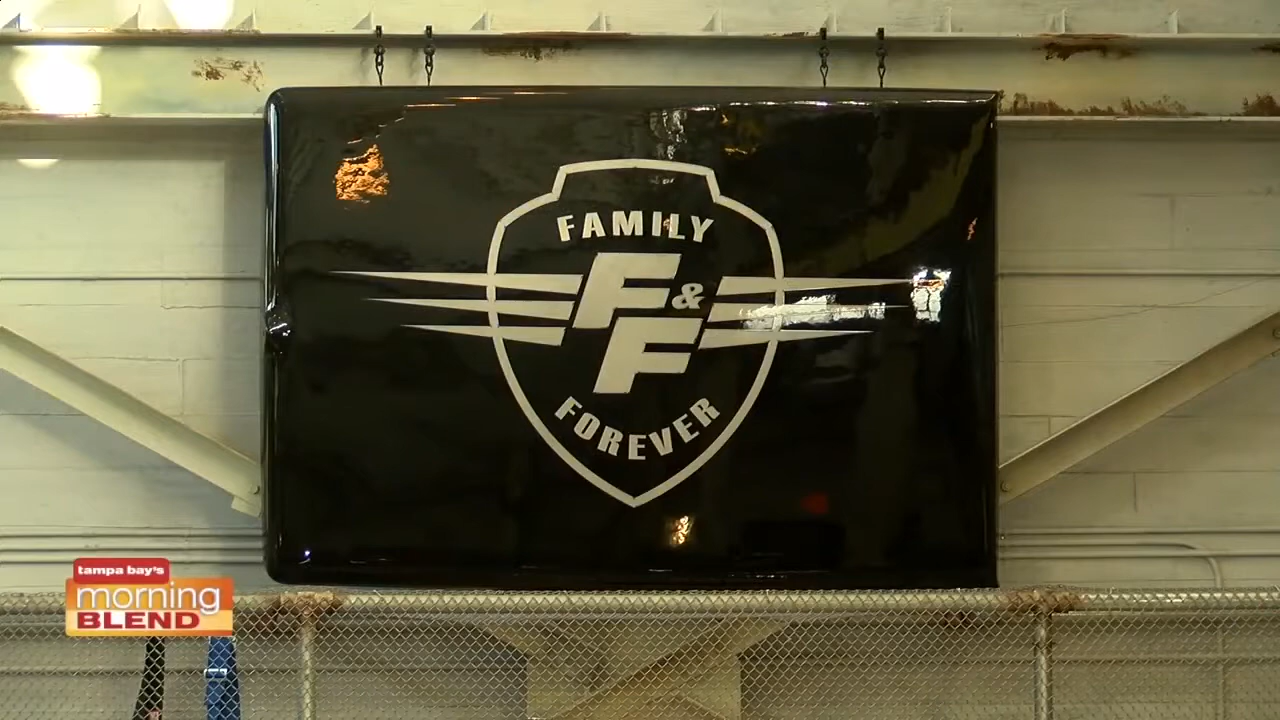 FAMILY
F & F
FOREVER
tampa bay's
morning
BLEND